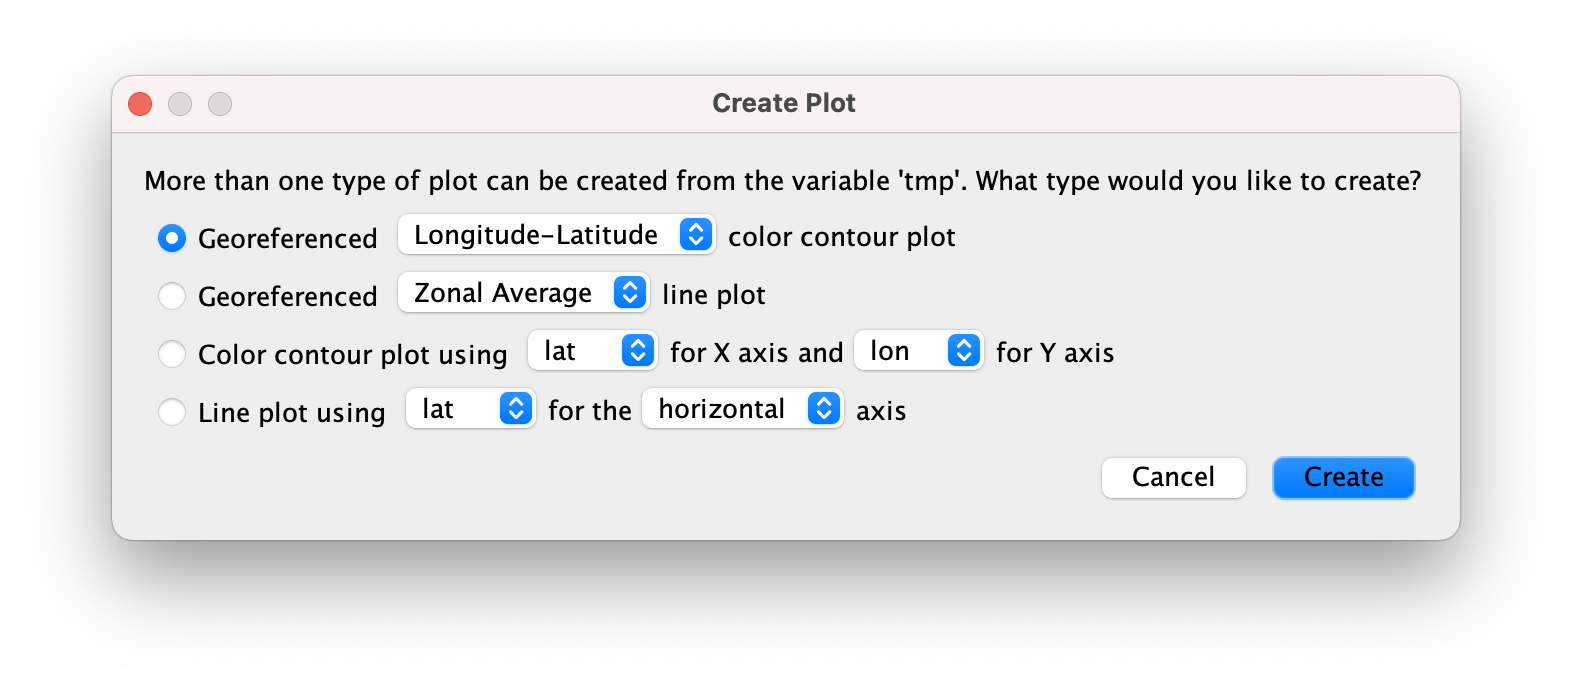 Create Plot
More than one type of plot can be created from the variable 'tmp'. What type would you like to create?
Georeferenced Longitude-Latitude color contour plot
Georeferenced Zonal Average line plot
Color contour plot using lat for X axis and lon for Y axis
Line plot using lat for the horizontal axis
Cancel Create